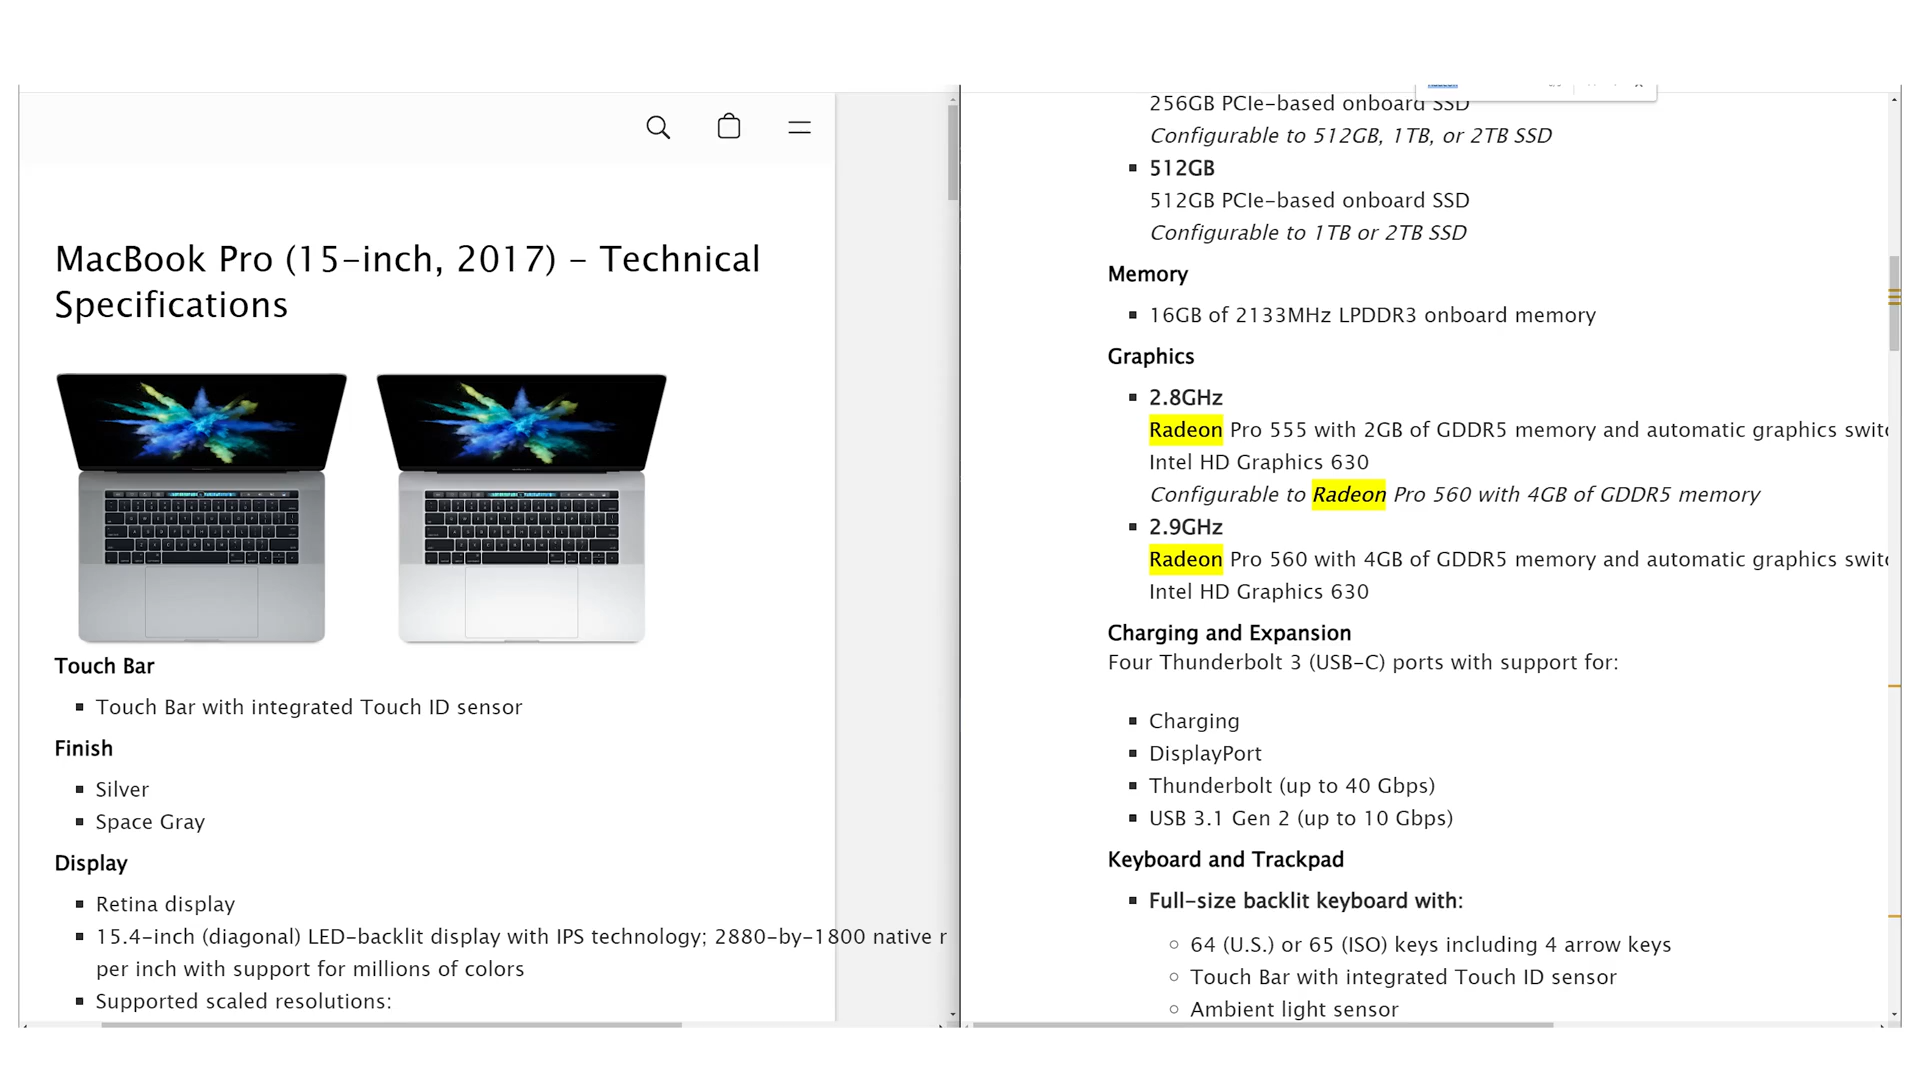 MacBook Pro (15-inch, 2017) - Technical
Specifications
Touch Bar
Touch Bar with integrated Touch ID sensor
Finish
Silver
Space Gray
Display
Retina display
15.4-inch (diagonal) LED-backlit display with IPS technology; 2880-by-1800 native r
per inch with support for millions of colors
Supported scaled resolutions:
256GB PCIe-based onboard SSD
Configurable to 512GB, 1TB, or 2TB SSD
512GB
512GB PCIe-based onboard SSD
Configurable to 1TB or 2TB SSD
Memory
16GB of 2133MHz LPDDR3 onboard memory
Graphics
2.8GHz
Radeon Pro 555 with 2GB of GDDR5 memory and automatic graphics switc
Intel HD Graphics 630
Configurable to Radeon Pro 560 with 4GB of GDDR5 memory
2.9GHz
Radeon Pro 560 with 4GB of GDDR5 memory and automatic graphics switc
Intel HD Graphics 630
Charging and Expansion
Four Thunderbolt 3 (USB-C) ports with support for:
Charging
DisplayPort
Thunderbolt (up to 40 Gbps)
USB 3.1 Gen 2 (up to 10 Gbps)
Keyboard and Trackpad
Full-size backlit keyboard with:
64 (U.S.) or 65 (ISO) keys including 4 arrow keys
Touch Bar with integrated Touch ID sensor
Ambient light sensor